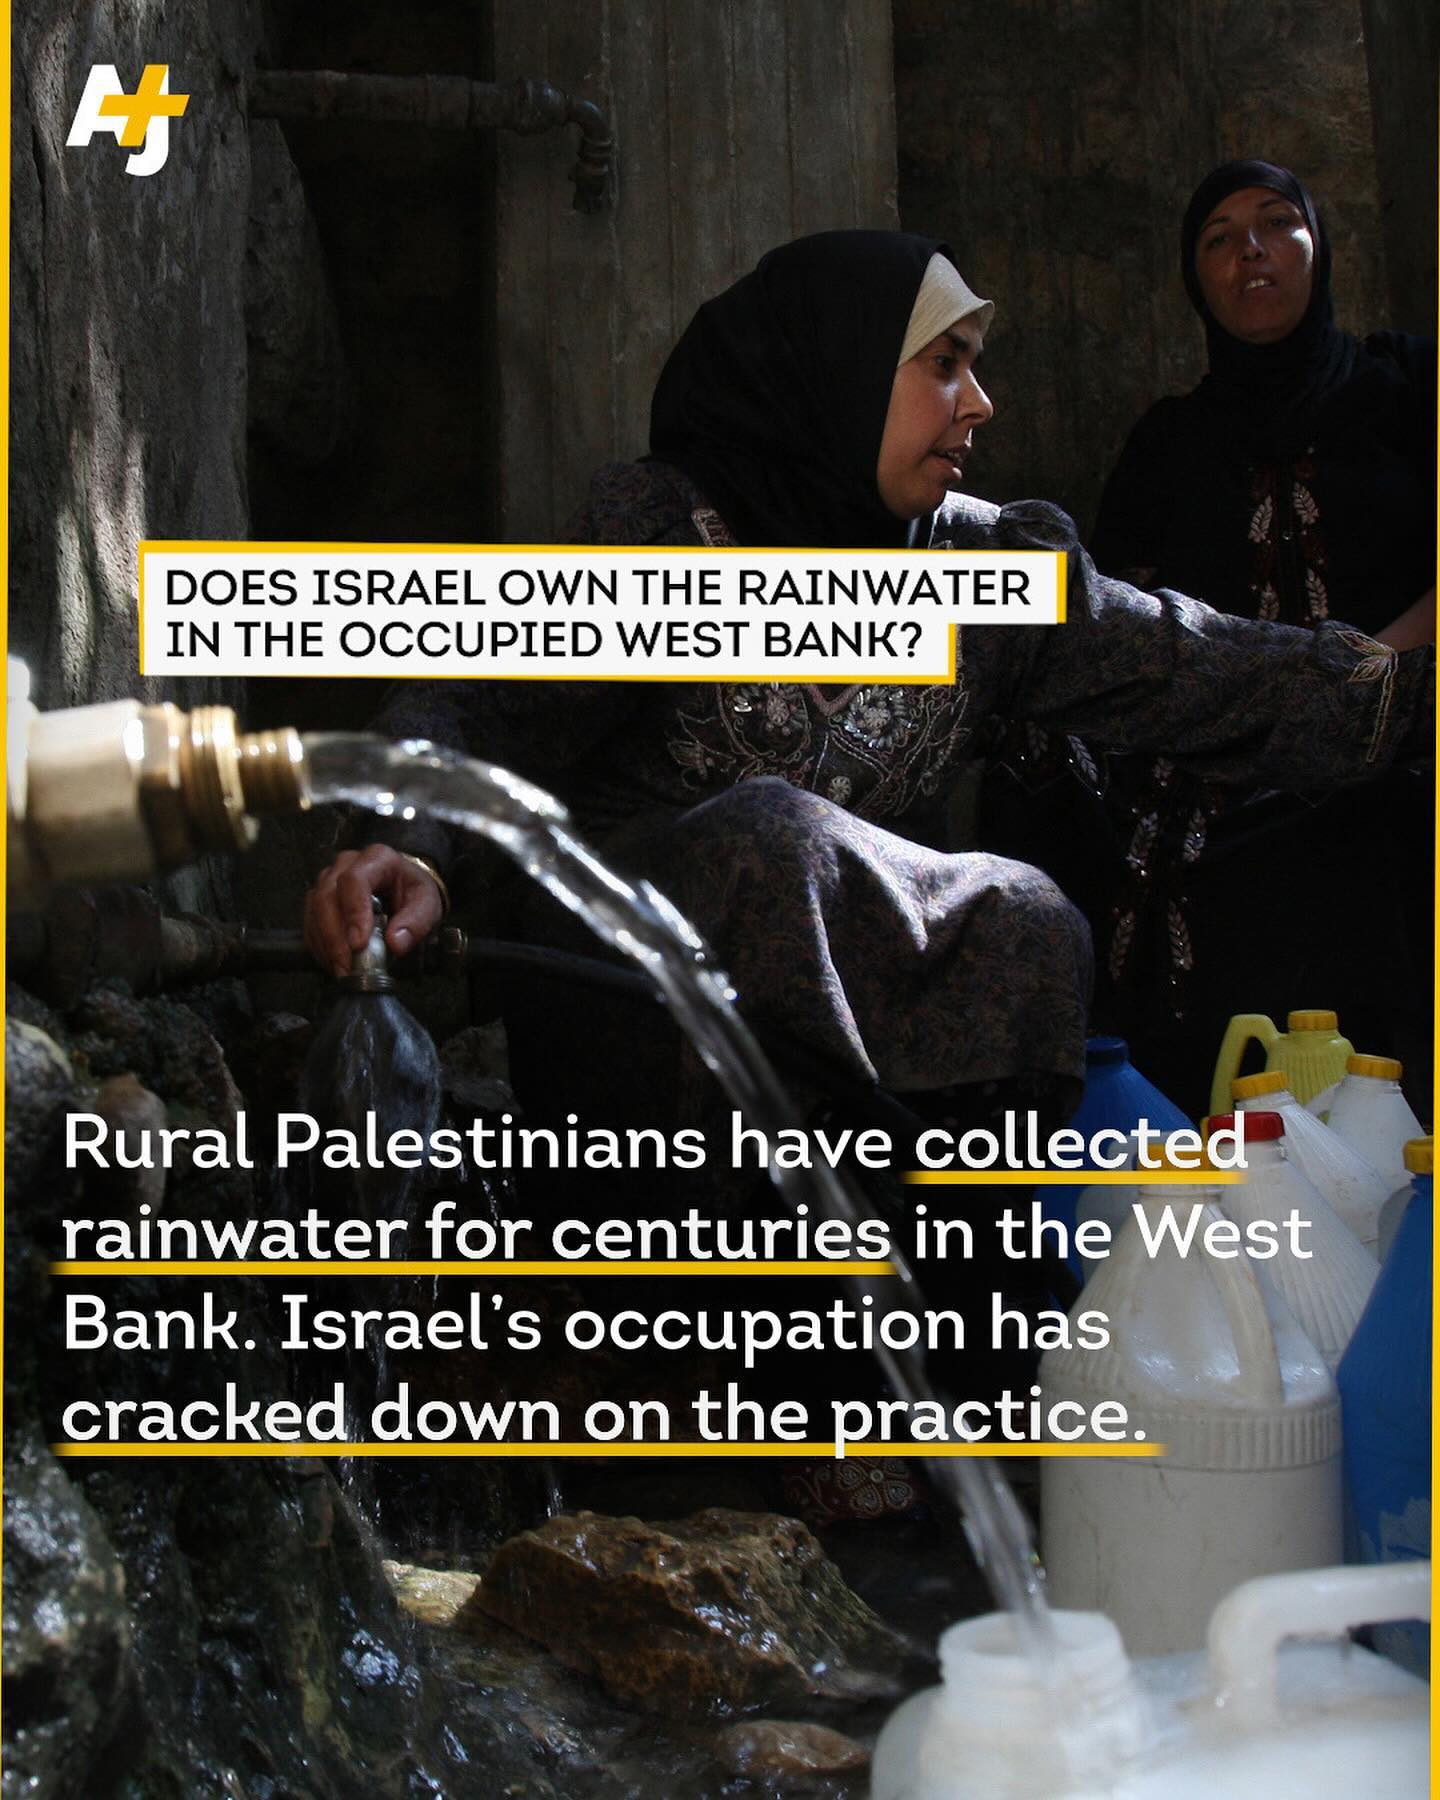 AJ+
DOES ISRAEL OWN THE RAINWATER
IN THE OCCUPIED WEST BANK?
Rural Palestinians have collected
rainwater for centuries in the West
Bank. Israel’s occupation has
cracked down on the practice.